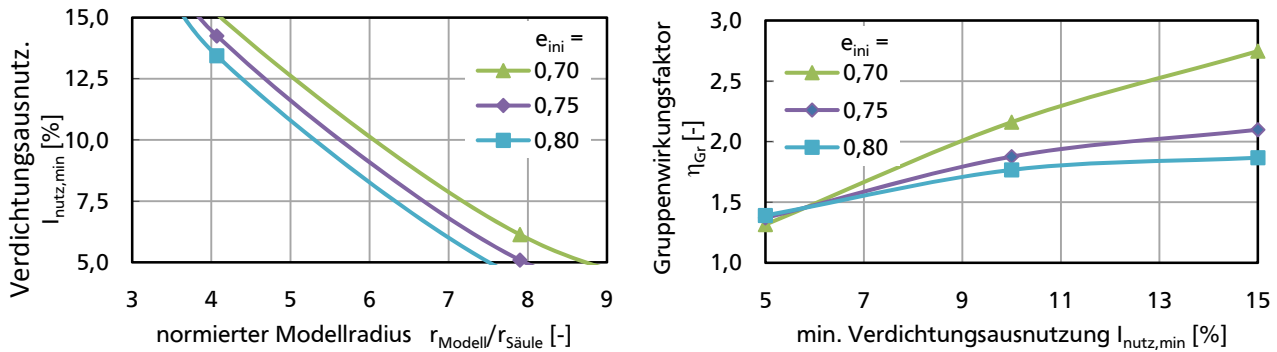 Verdichtungsausnutz.
I_nutz,min [%]
15,0
12,5
10,0
7,5
5,0
3 4 5 6 7 8 9
normierter Modellradius r_Modell/r_Säule [-]
e_ini =
0,70
0,75
0,80
Gruppenwirkungsfaktor
η_Gr [-]
3,0
2,5
2,0
1,5
1,0
5 7 9 11 13 15
min. Verdichtungsausnutzung I_nutz,min [%]
e_ini =
0,70
0,75
0,80